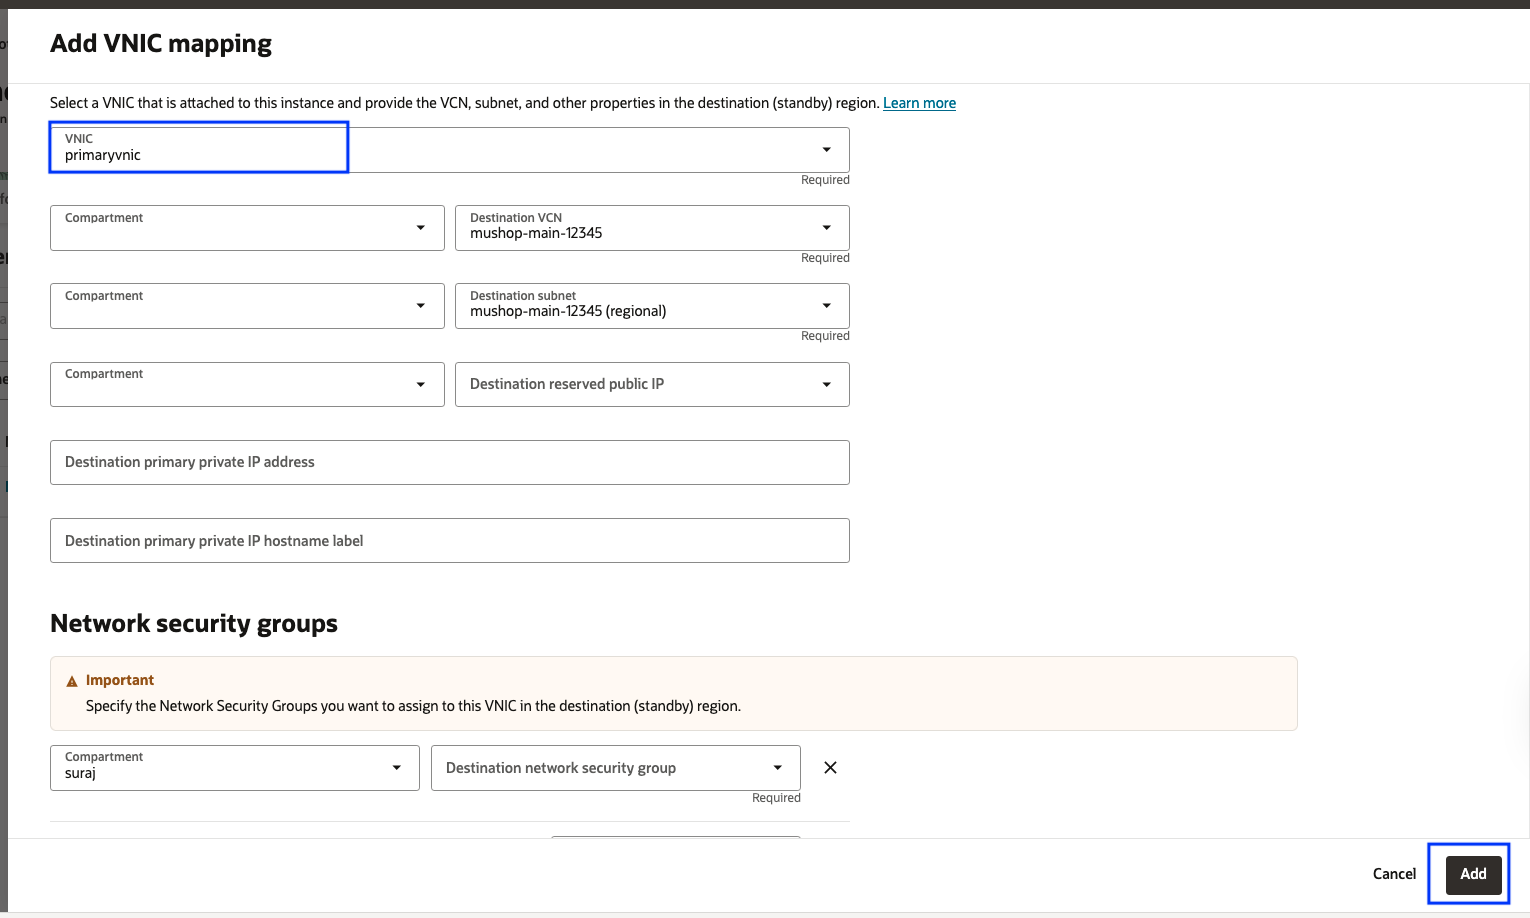 Add VNIC mapping
Select a VNIC that is attached to this instance and provide the VCN, subnet, and other properties in the destination (standby) region. Learn more
VNIC
primaryvnic
Required
Compartment
Destination VCN
mushop-main-12345
Required
Compartment
Destination subnet
mushop-main-12345 (regional)
Required
Compartment
Destination reserved public IP
Destination primary private IP address
Destination primary private IP hostname label
Network security groups
Important
Specify the Network Security Groups you want to assign to this VNIC in the destination (standby) region.
Compartment
suraj
Destination network security group
Required
Cancel
Add